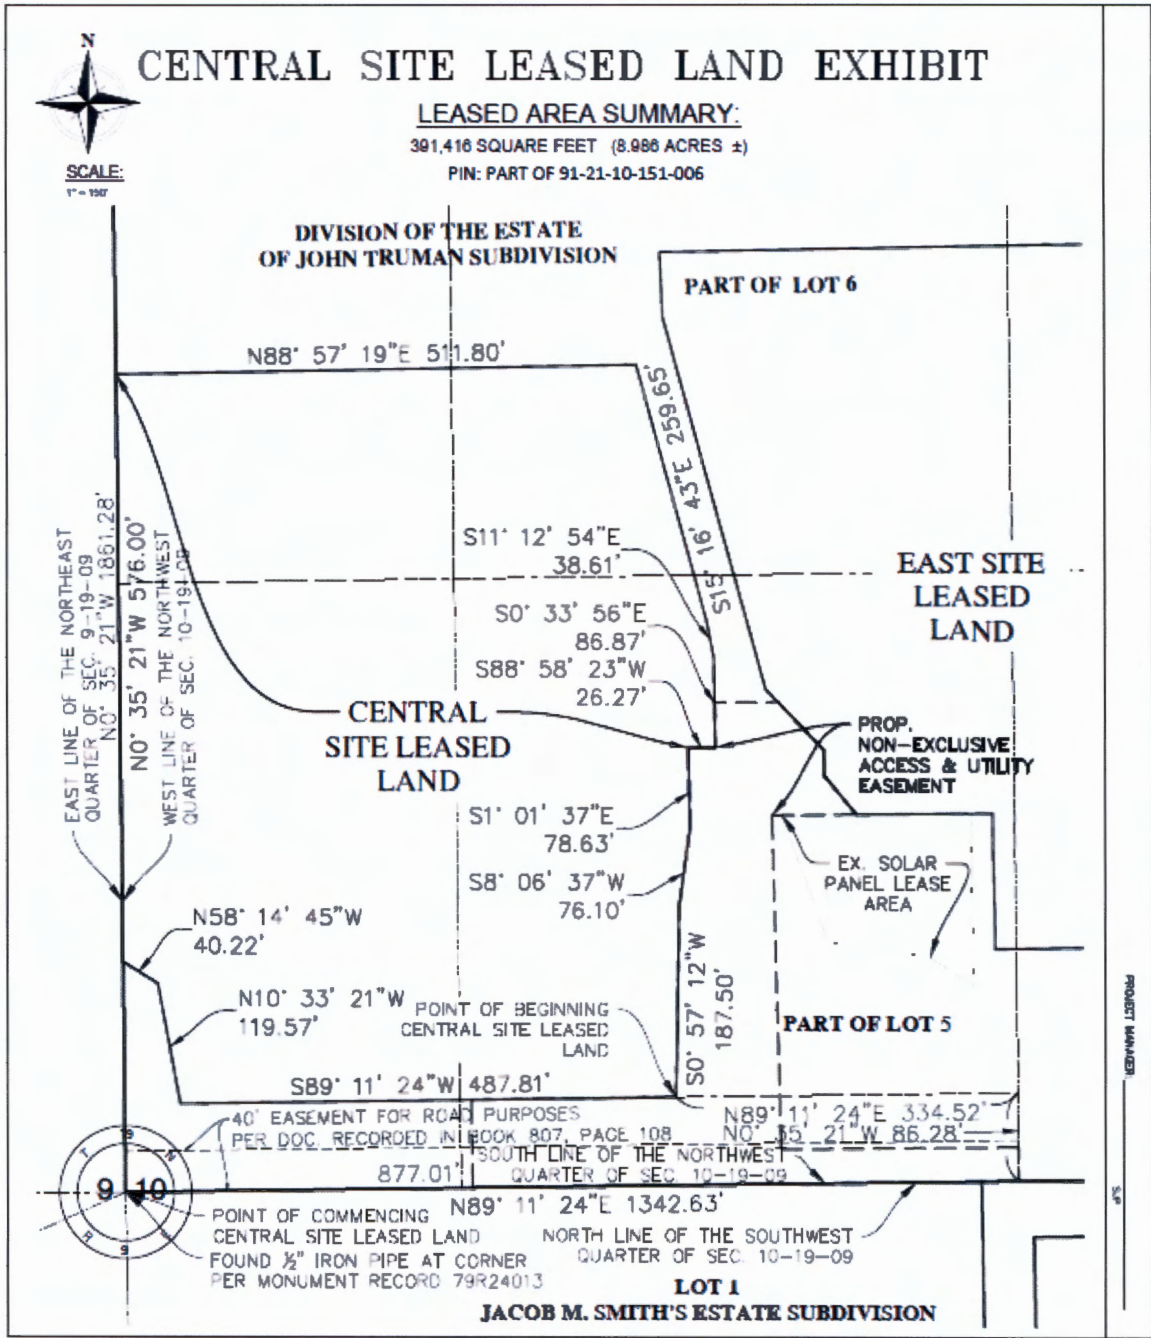 N
CENTRAL SITE LEASED LAND EXHIBIT
LEASED AREA SUMMARY:
391,416 SQUARE FEET (8.986 ACRES ±)
PIN: PART OF 91-21-10-151-006
SCALE:
1" = 150'
DIVISION OF THE ESTATE
OF JOHN TRUMAN SUBDIVISION
PART OF LOT 6
N88° 57' 19"E 511.80'
S15° 16' 43"E 259.65'
S11° 12' 54"E
38.61'
S0° 33' 56"E
86.87'
S88° 58' 23"W
26.27'
EAST SITE
LEASED
LAND
EAST LINE OF THE NORTHEAST
QUARTER OF SEC. 9-19-09
N0° 35' 21"W 1861.28'
N0° 35' 21"W 576.00'
WEST LINE OF THE NORTHWEST
QUARTER OF SEC. 10-19-09
CENTRAL
SITE LEASED
LAND
PROP.
NON-EXCLUSIVE
ACCESS & UTILITY
EASEMENT
S1° 01' 37"E
78.63'
S8° 06' 37"W
76.10'
EX. SOLAR
PANEL LEASE
AREA
N58° 14' 45"W
40.22'
N10° 33' 21"W
119.57'
POINT OF BEGINNING
CENTRAL SITE LEASED
LAND
S0° 57' 12"W
187.50'
PART OF LOT 5
S89° 11' 24"W 487.81'
N89° 11' 24"E 334.52'
N0° 35' 21"W 86.28'
40' EASEMENT FOR ROAD PURPOSES
PER DOC. RECORDED IN BOOK 807, PAGE 108
SOUTH LINE OF THE NORTHWEST
QUARTER OF SEC. 10-19-09
877.01'
N89° 11' 24"E 1342.63'
9 10
POINT OF COMMENCING
CENTRAL SITE LEASED LAND
NORTH LINE OF THE SOUTHWEST
QUARTER OF SEC. 10-19-09
FOUND ½" IRON PIPE AT CORNER
PER MONUMENT RECORD 79R24013
LOT 1
JACOB M. SMITH'S ESTATE SUBDIVISION
PROJECT MANAGER: